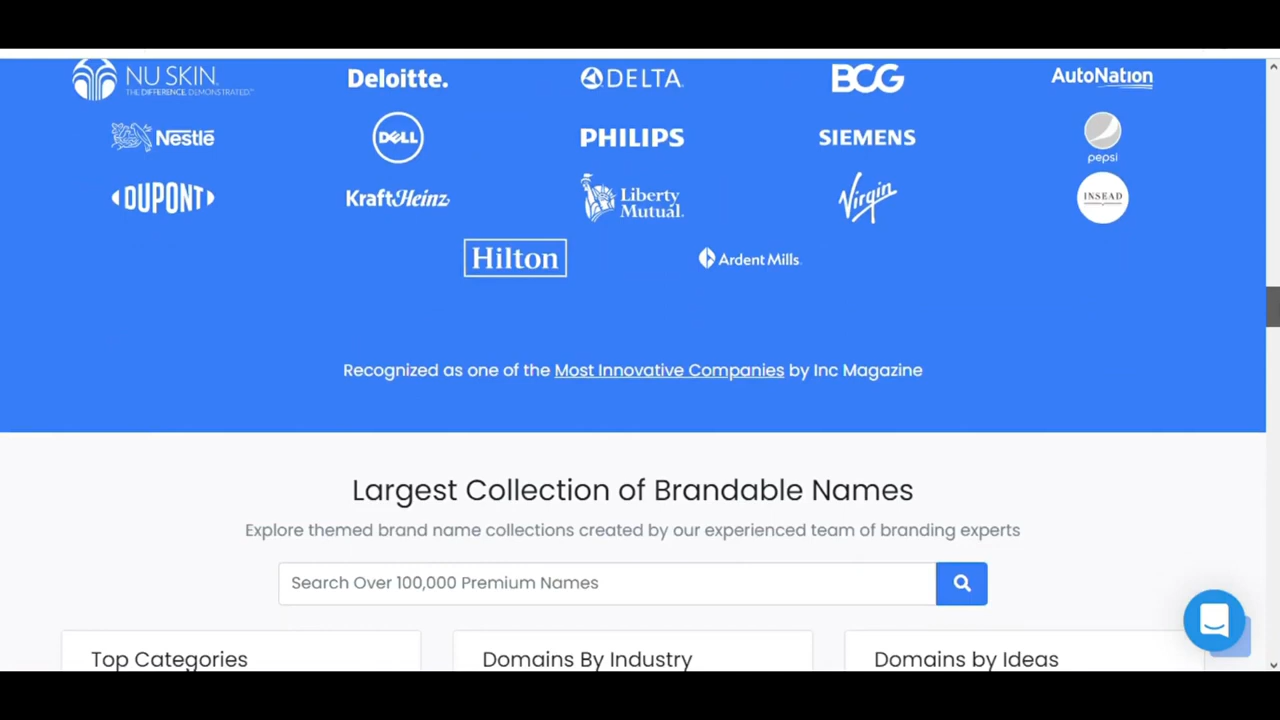 NU SKIN
THE DIFFERENCE. DEMONSTRATED.
Deloitte.
DELTA
BCG
AutoNation
Nestlē
DELL
PHILIPS
SIEMENS
pepsi
DUPONT
KraftHeinz
Liberty
Mutual
Virgin
INSEAD
Hilton
Ardent Mills
Recognized as one of the Most Innovative Companies by Inc Magazine
Largest Collection of Brandable Names
Explore themed brand name collections created by our experienced team of branding experts
Search Over 100,000 Premium Names
Top Categories
Domains By Industry
Domains by Ideas